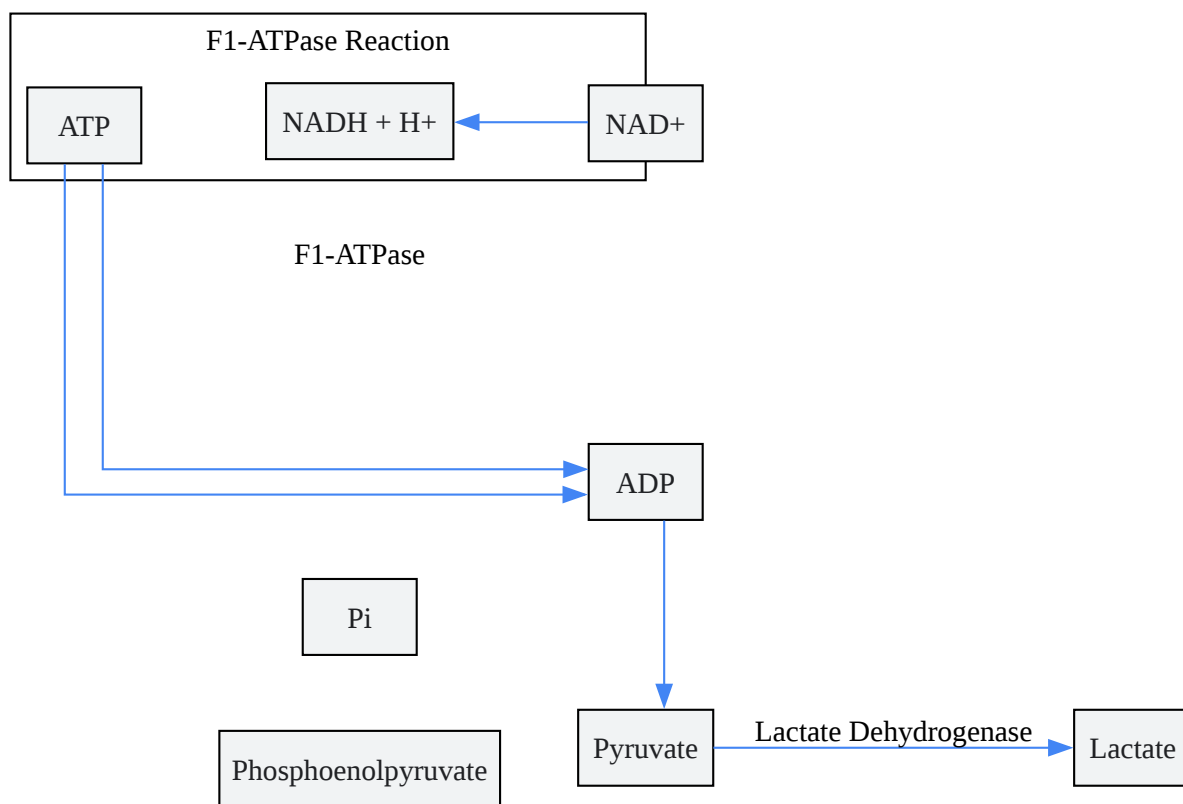 F1-ATPase Reaction
ATP
NADH + H+
NAD+
F1-ATPase
ADP
Pi
Pyruvate
Lactate Dehydrogenase
Lactate
Phosphoenolpyruvate